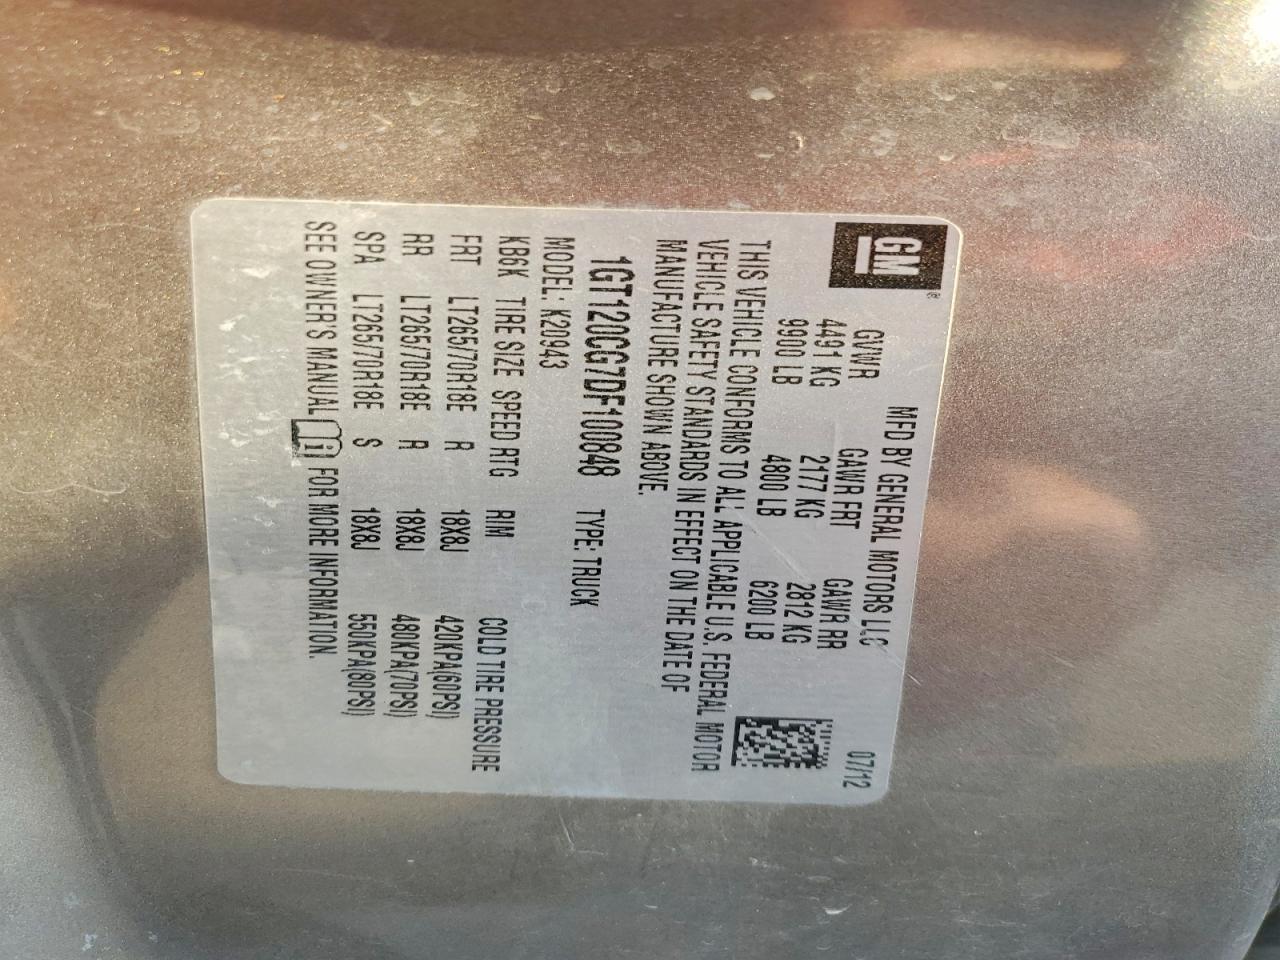 GM®
MFD BY GENERAL MOTORS LLC 07/12
GVWR GAWR FRT GAWR RR
4491 KG 2177 KG 2812 KG
9900 LB 4800 LB 6200 LB
THIS VEHICLE CONFORMS TO ALL APPLICABLE U.S. FEDERAL MOTOR
VEHICLE SAFETY STANDARDS IN EFFECT ON THE DATE OF
MANUFACTURE SHOWN ABOVE.
1GT120CG7DF100848 TYPE: TRUCK
MODEL: K20943
KB6K TIRE SIZE SPEED RTG RIM COLD TIRE PRESSURE
FRT LT265/70R18E R 18X8J 420KPA(60PSI)
RR LT265/70R18E R 18X8J 480KPA(70PSI)
SPA LT265/70R18E S 18X8J 550KPA(80PSI)
SEE OWNER'S MANUAL i FOR MORE INFORMATION.